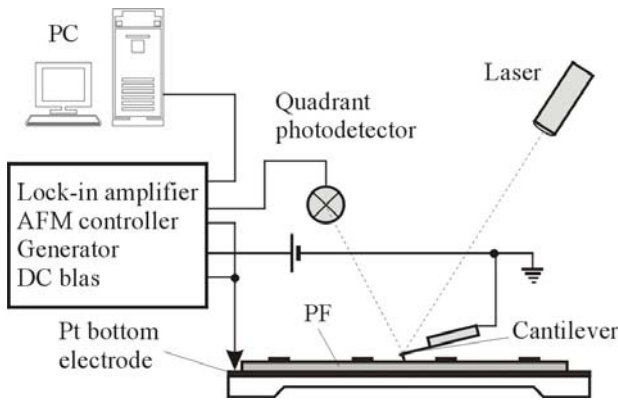 PC
Laser
Quadrant
photodetector
Lock-in amplifier
AFM controller
Generator
DC blas
PF
Cantilever
Pt bottom
electrode